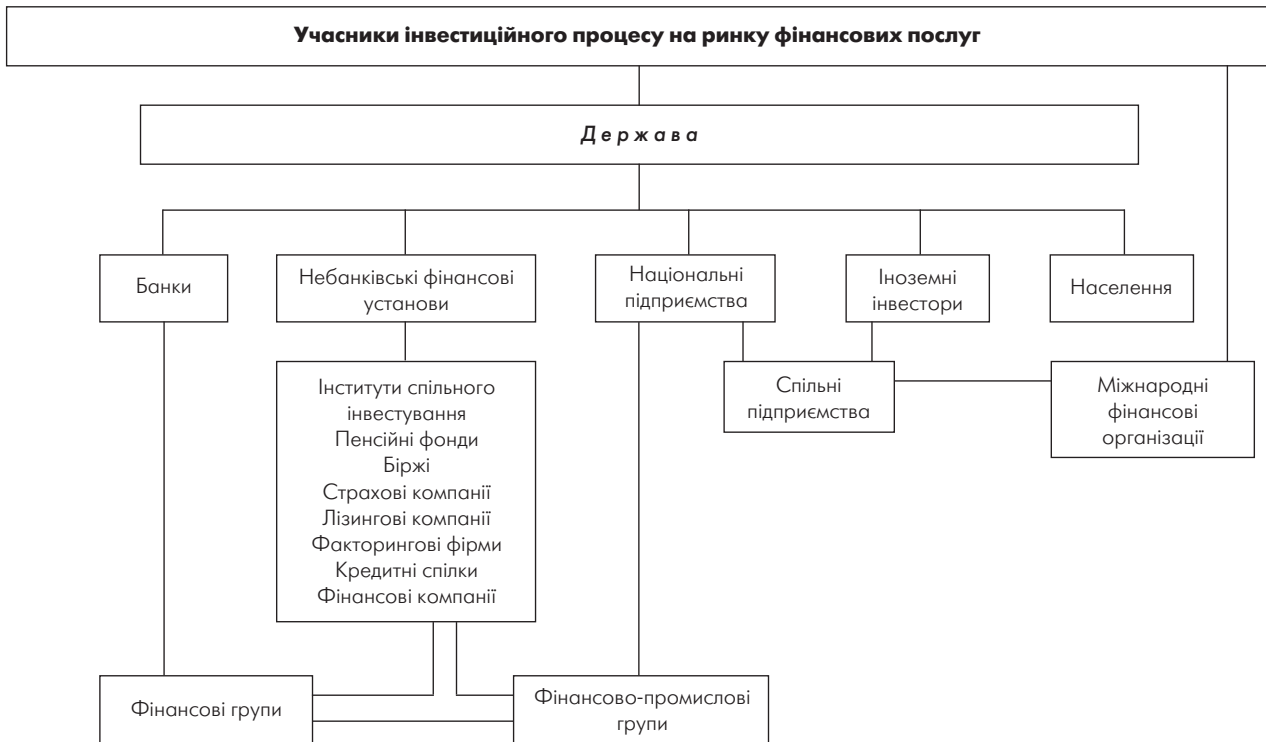 Учасники інвестиційного процесу на ринку фінансових послуг
Держава
Банки
Небанківські фінансові
установи
Національні
підприємства
Іноземні
інвестори
Населення
Інститути спільного
інвестування
Пенсійні фонди
Біржі
Страхові компанії
Лізингові компанії
Факторингові фірми
Кредитні спілки
Фінансові компанії
Спільні
підприємства
Міжнародні
фінансові
організації
Фінансові групи
Фінансово-промислові
групи